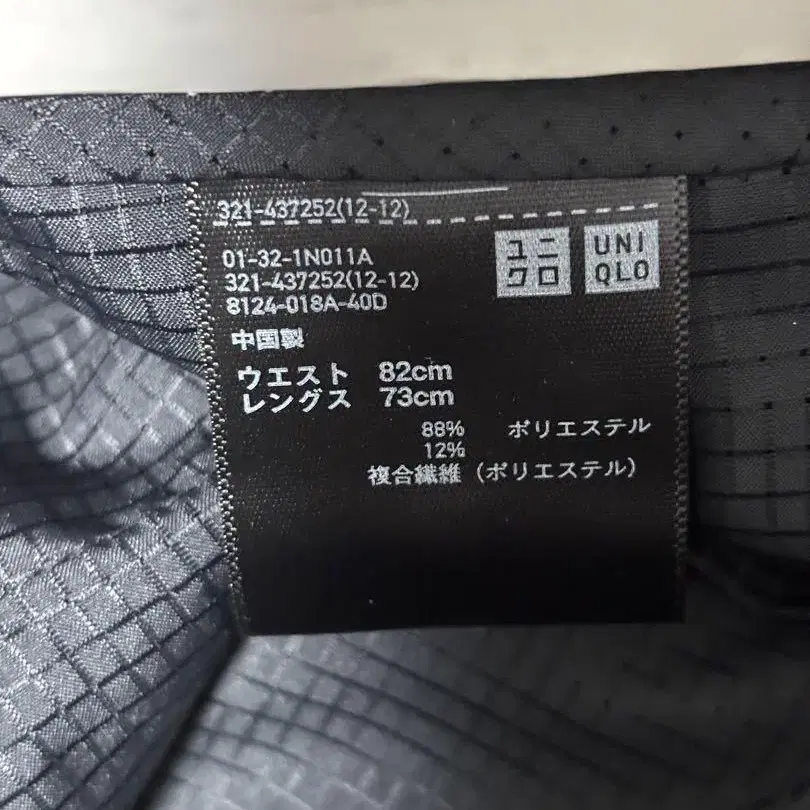 321-437252(12-12)
01-32-1N011A
321-437252(12-12)
8124-018A-40D
ユニ
クロ
UNI
QLO
中国製
ウエスト 82cm
レングス 73cm
88% ポリエステル
12%
複合繊維 (ポリエステル)